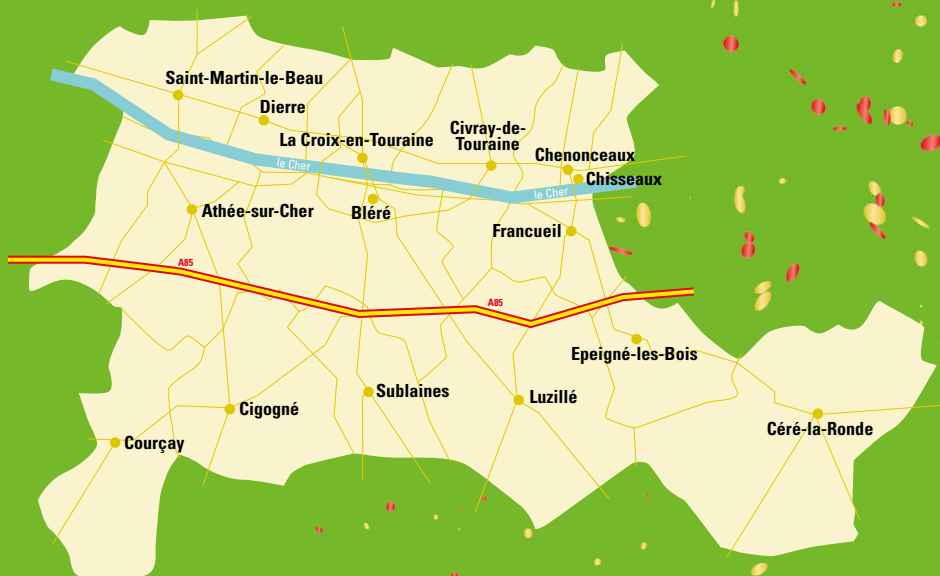 Saint-Martin-le-Beau
Dierre
La Croix-en-Touraine
Civray-de-
Touraine
Chenonceaux
le Cher
Chisseaux
le Cher
Athée-sur-Cher
Bléré
Francueil
A85
A85
Epeigné-les-Bois
Sublaines
Luzillé
Cigogné
Céré-la-Ronde
Courçay